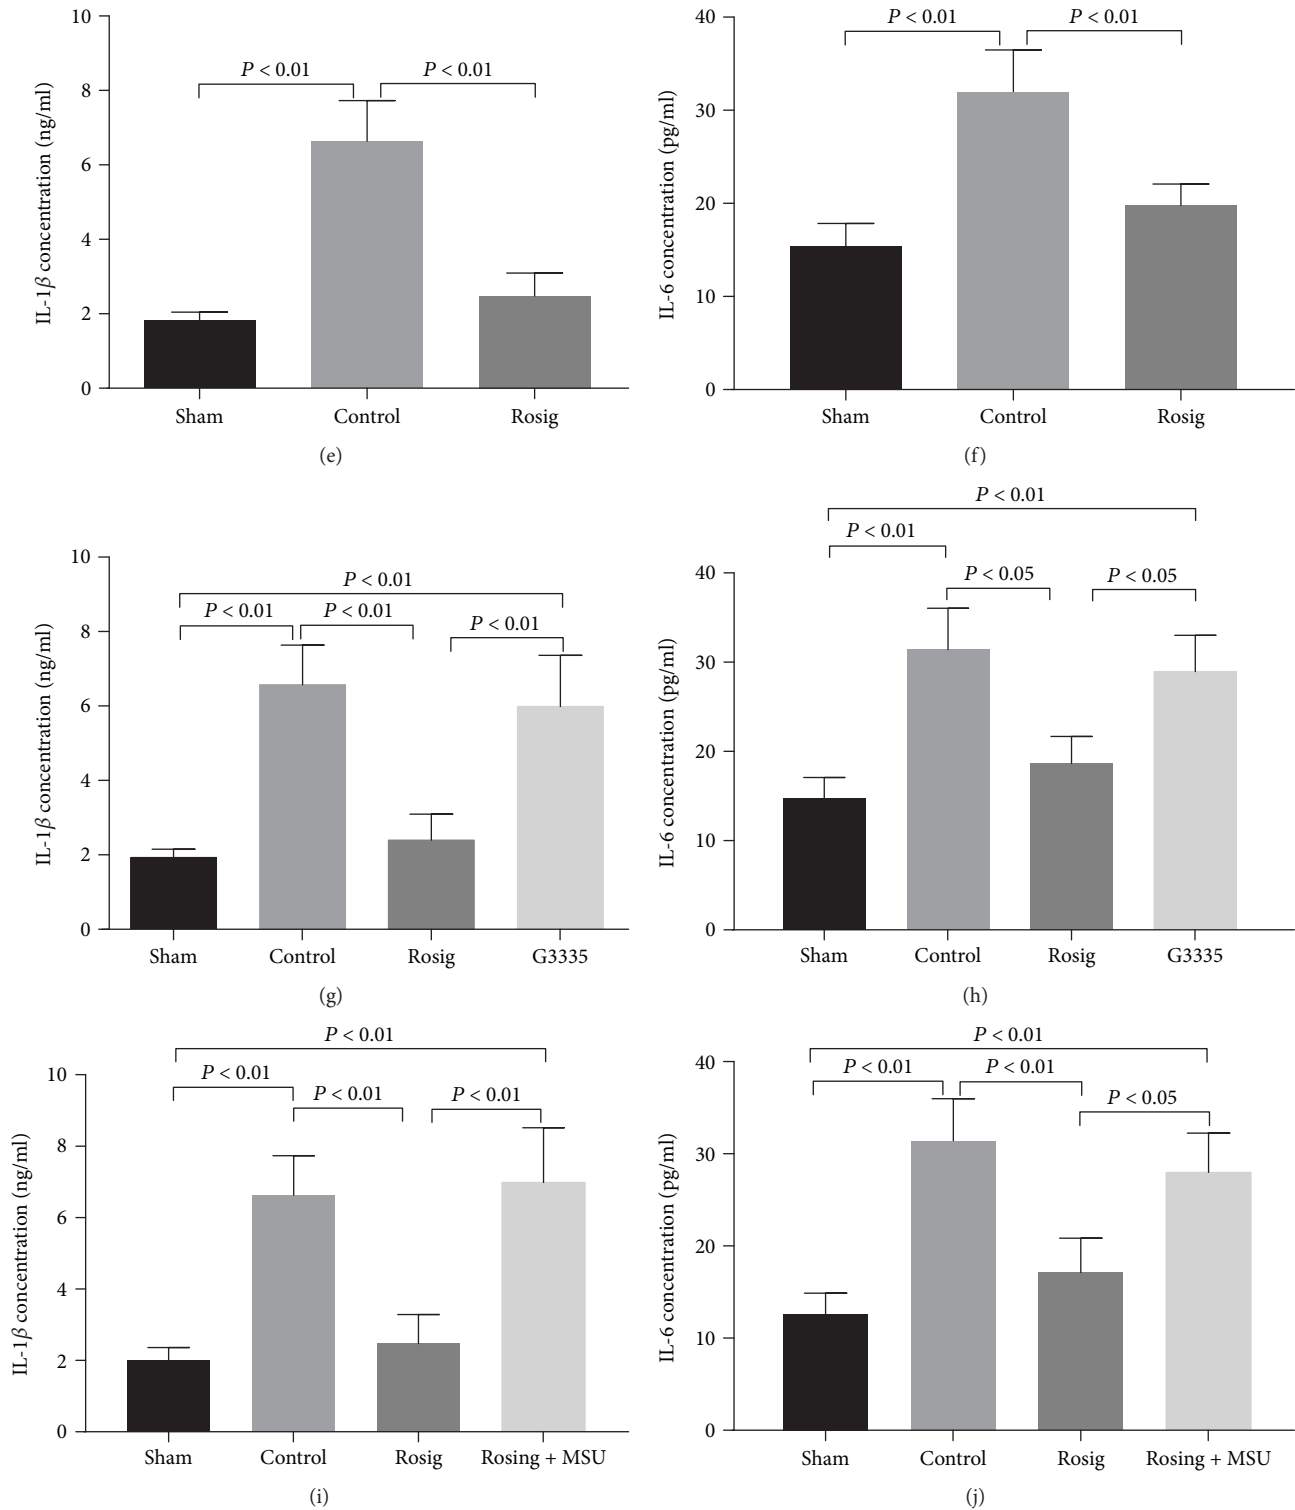 10
8
6
4
2
0
IL-1β concentration (ng/ml)
P < 0.01
P < 0.01
Sham
Control
Rosig
(e)
40
30
20
10
0
IL-6 concentration (pg/ml)
P < 0.01
P < 0.01
Sham
Control
Rosig
(f)
10
8
6
4
2
0
IL-1β concentration (ng/ml)
P < 0.01
P < 0.01
P < 0.01
P < 0.01
Sham
Control
Rosig
G3335
(g)
40
30
20
10
0
IL-6 concentration (pg/ml)
P < 0.01
P < 0.01
P < 0.05
P < 0.05
Sham
Control
Rosig
G3335
(h)
10
8
6
4
2
0
IL-1β concentration (ng/ml)
P < 0.01
P < 0.01
P < 0.01
P < 0.01
Sham
Control
Rosig
Rosing + MSU
(i)
40
30
20
10
0
IL-6 concentration (pg/ml)
P < 0.01
P < 0.01
P < 0.01
P < 0.05
Sham
Control
Rosig
Rosing + MSU
(j)